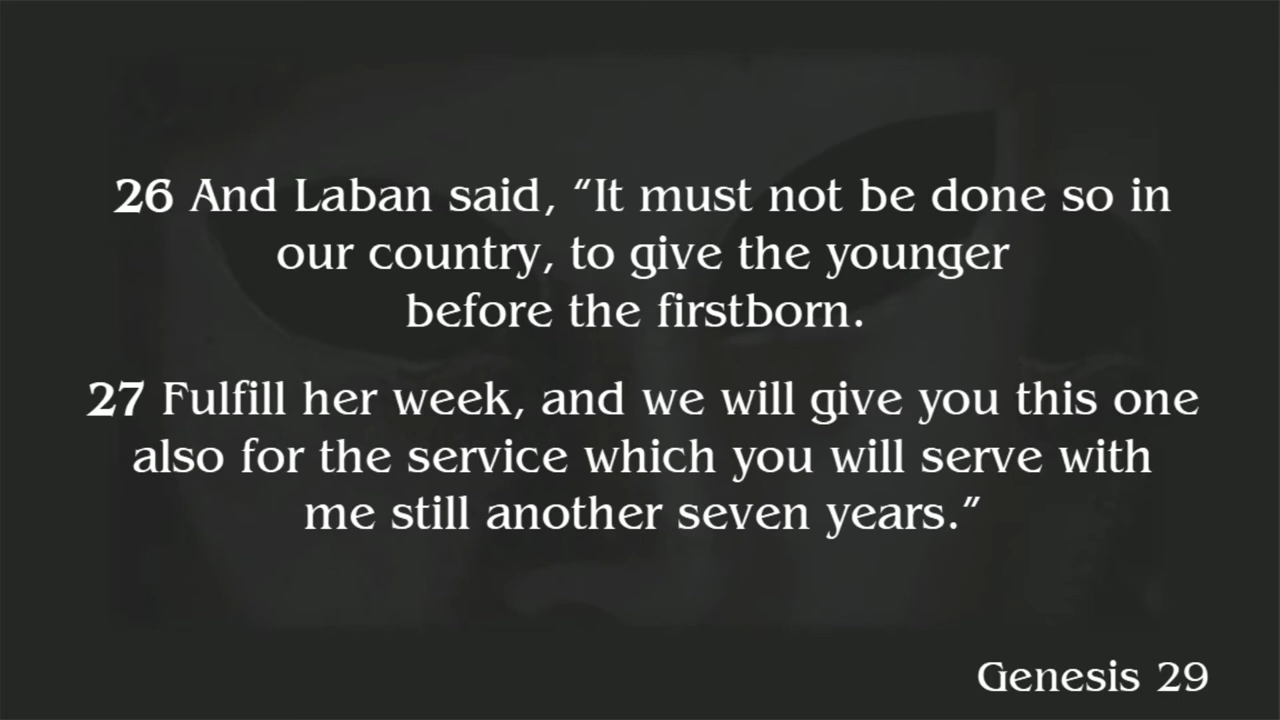 26 And Laban said, “It must not be done so in
our country, to give the younger
before the firstborn.
27 Fulfill her week, and we will give you this one
also for the service which you will serve with
me still another seven years.”
Genesis 29